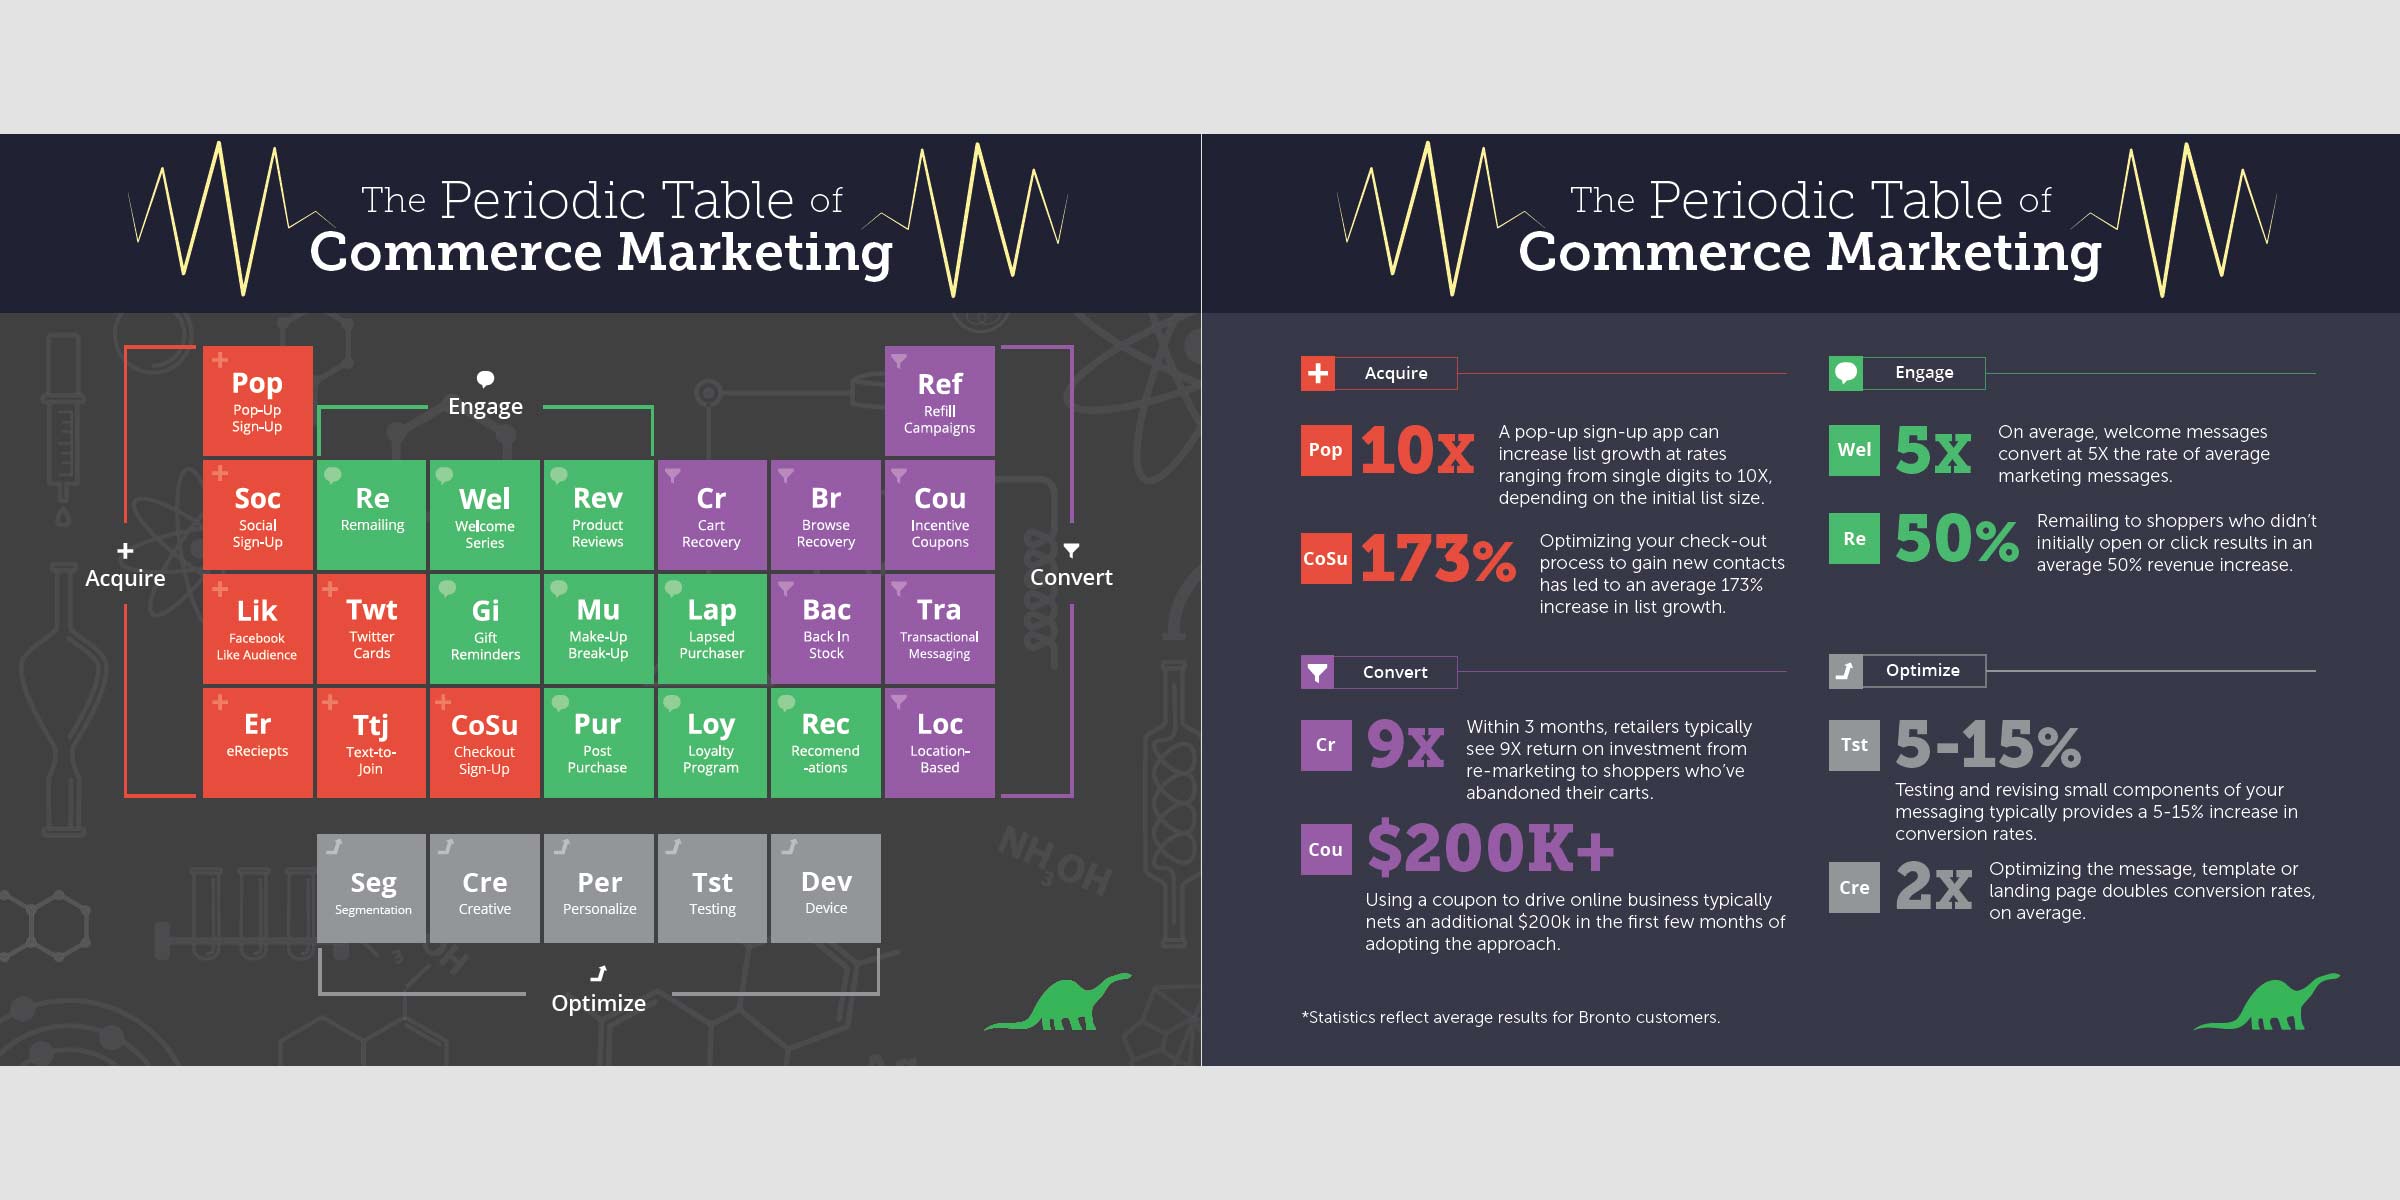 The Periodic Table of
Commerce Marketing
Acquire
Engage
Convert
Pop
Pop-Up
Sign-Up
Ref
Refill
Campaigns
Soc
Social
Sign-Up
Re
Remailing
Wel
Welcome
Series
Rev
Product
Reviews
Cr
Cart
Recovery
Br
Browse
Recovery
Cou
Incentive
Coupons
Lik
Facebook
Like Audience
Twt
Twitter
Cards
Gi
Gift
Reminders
Mu
Make-Up
Break-Up
Lap
Lapsed
Purchaser
Bac
Back In
Stock
Tra
Transactional
Messaging
Er
eReciepts
Ttj
Text-to-
Join
CoSu
Checkout
Sign-Up
Pur
Post
Purchase
Loy
Loyalty
Program
Rec
Recomend
-ations
Loc
Location-
Based
Seg
Segmentation
Cre
Creative
Per
Personalize
Tst
Testing
Dev
Device
Optimize
NH3OH
The Periodic Table of
Commerce Marketing
Acquire
Pop
10x
A pop-up sign-up app can
increase list growth at rates
ranging from single digits to 10X,
depending on the initial list size.
CoSu
173%
Optimizing your check-out
process to gain new contacts
has led to an average 173%
increase in list growth.
Engage
Wel
5x
On average, welcome messages
convert at 5X the rate of average
marketing messages.
Re
50%
Remailing to shoppers who didn't
initially open or click results in an
average 50% revenue increase.
Convert
Cr
9x
Within 3 months, retailers typically
see 9X return on investment from
re-marketing to shoppers who've
abandoned their carts.
Cou
$200K+
Using a coupon to drive online business typically
nets an additional $200k in the first few months of
adopting the approach.
Optimize
Tst
5-15%
Testing and revising small components of your
messaging typically provides a 5-15% increase in
conversion rates.
Cre
2x
Optimizing the message, template or
landing page doubles conversion rates,
on average.
*Statistics reflect average results for Bronto customers.